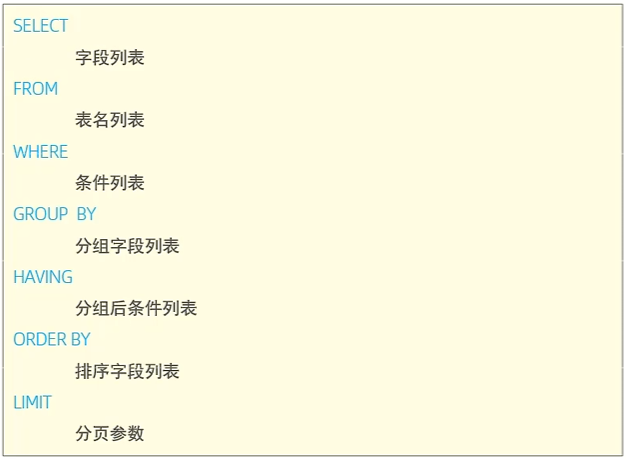 SELECT
字段列表
FROM
表名列表
WHERE
条件列表
GROUP BY
分组字段列表
HAVING
分组后条件列表
ORDER BY
排序字段列表
LIMIT
分页参数